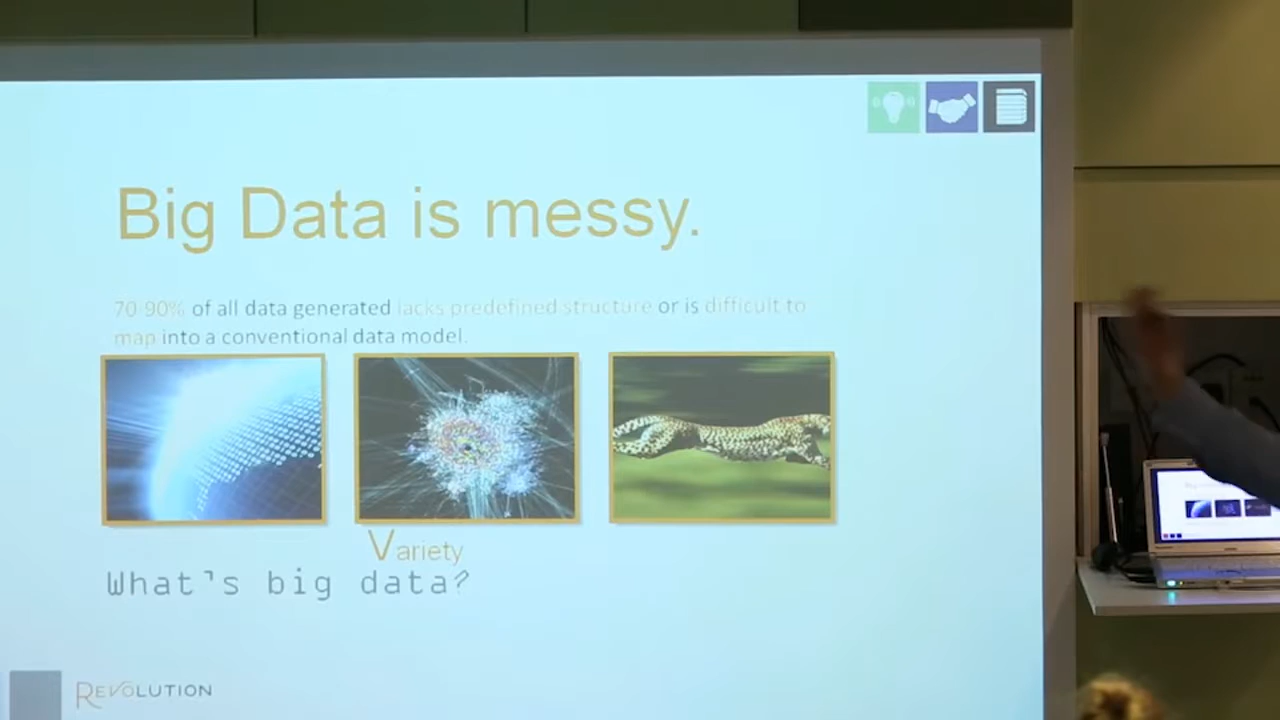 Big Data is messy.
70-90% of all data generated lacks predefined structure or is difficult to
map into a conventional data model.
Variety
What's big data?
REVOLUTION